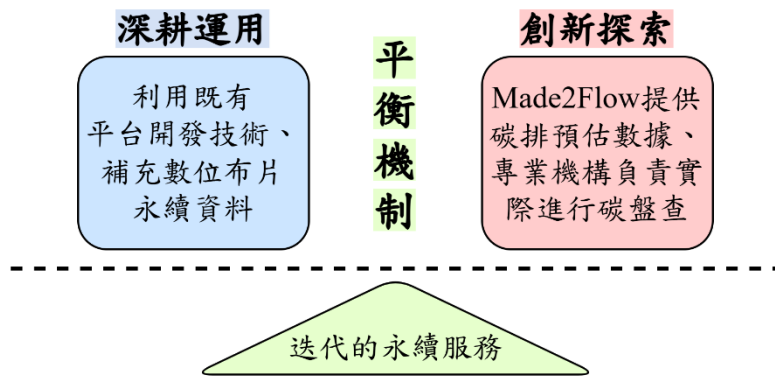 深耕運用
利用既有
平台開發技術、
補充數位布片
永續資料
平
衡
機
制
創新探索
Made2Flow提供
碳排預估數據、
專業機構負責實
際進行碳盤查
迭代的永續服務